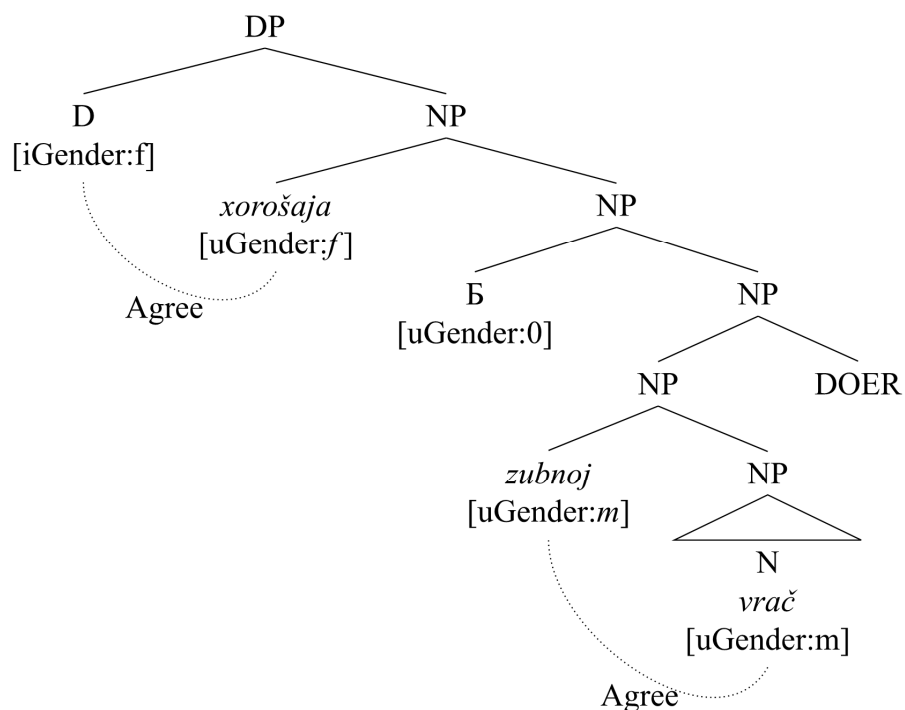 DP
D NP
[iGender:f]
xorošaja NP
[uGender:f]
Agree Б NP
[uGender:0]
NP DOER
zubnoj NP
[uGender:m]
N
vrač
[uGender:m]
Agree